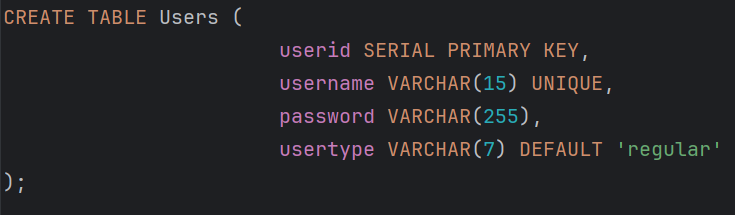 CREATE TABLE Users (
userid SERIAL PRIMARY KEY,
username VARCHAR(15) UNIQUE,
password VARCHAR(255),
usertype VARCHAR(7) DEFAULT 'regular'
);